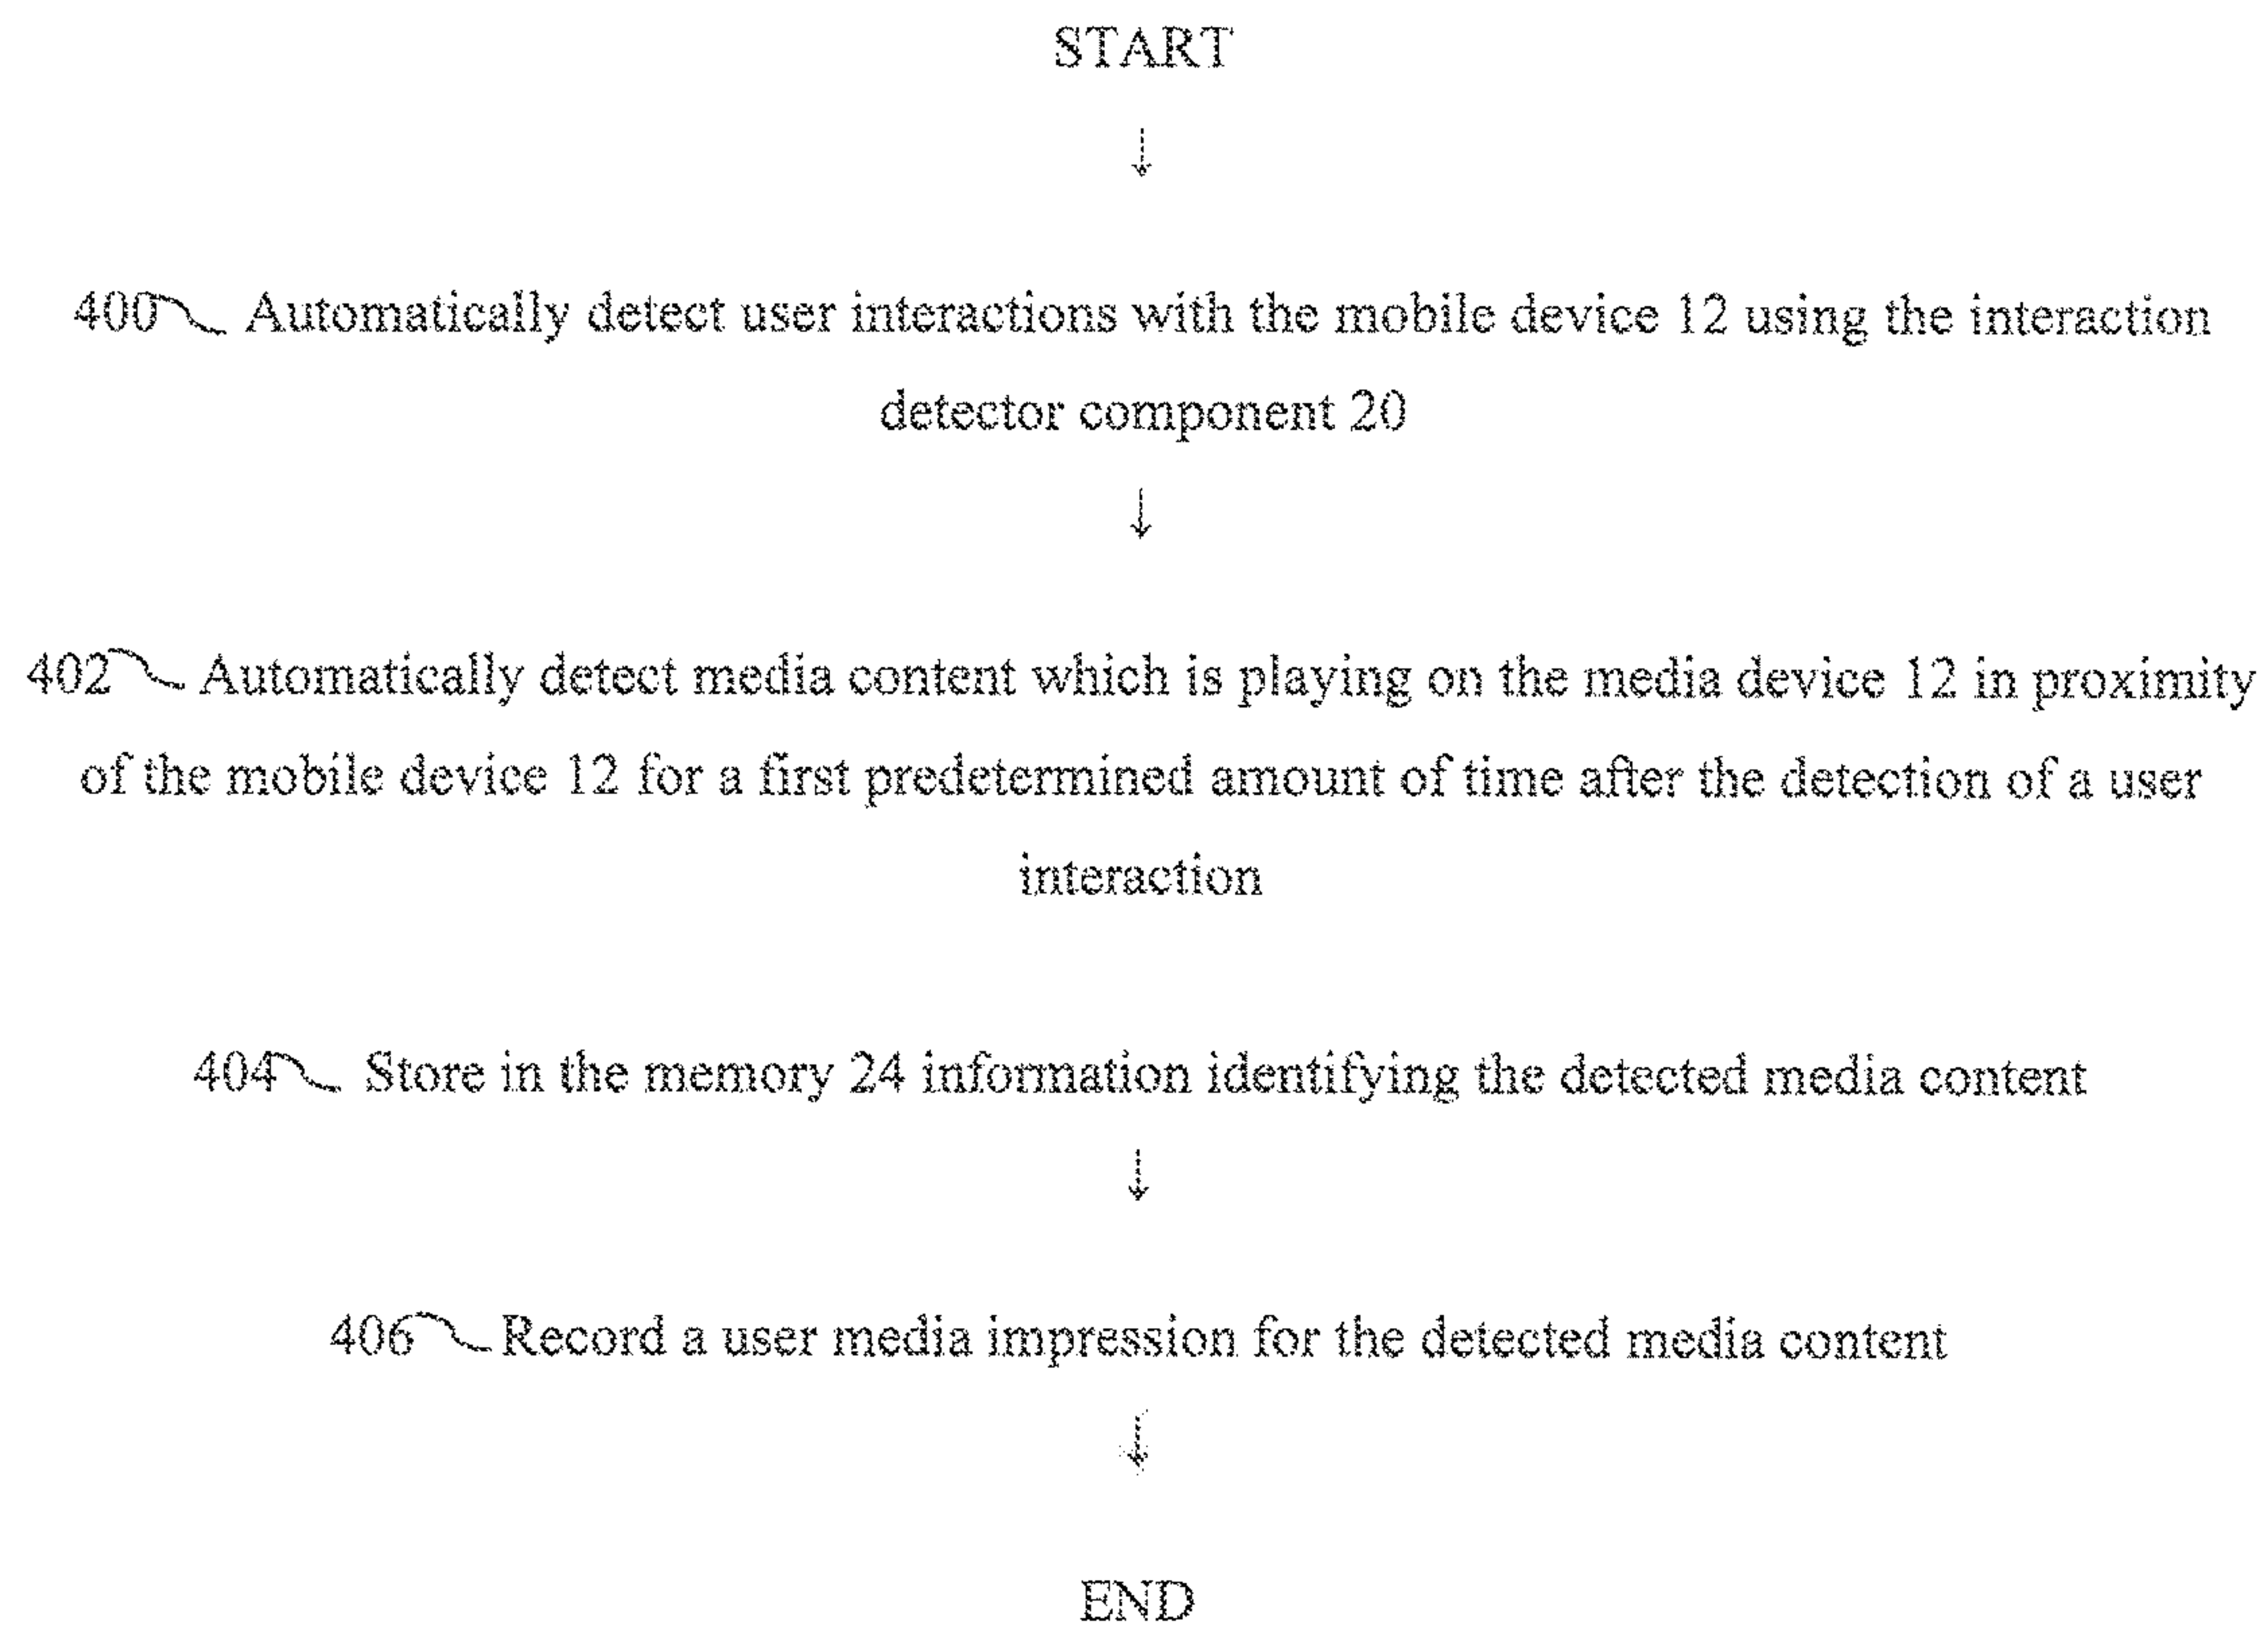 START
↓
400 Automatically detect user interactions with the mobile device 12 using the interaction
detector component 20
↓
402 Automatically detect media content which is playing on the media device 12 in proximity
of the mobile device 12 for a first predetermined amount of time after the detection of a user
interaction
404 Store in the memory 24 information identifying the detected media content
↓
406 Record a user media impression for the detected media content
↓
END